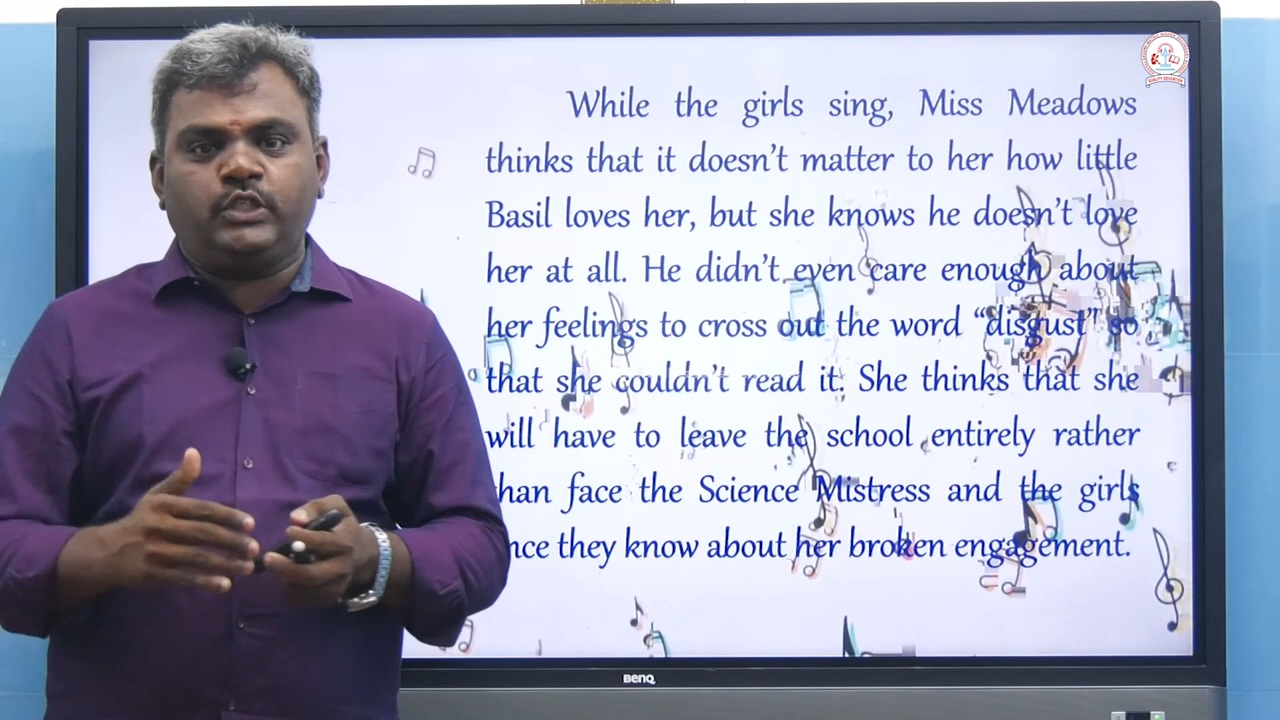 While the girls sing, Miss Meadows
thinks that it doesn't matter to her how little
Basil loves her, but she knows he doesn't love
her at all. He didn't even care enough about
her feelings to cross out the word “disgust” so
that she couldn't read it. She thinks that she
will have to leave the school entirely rather
than face the Science Mistress and the girls
nce they know about her broken engagement.
BenQ